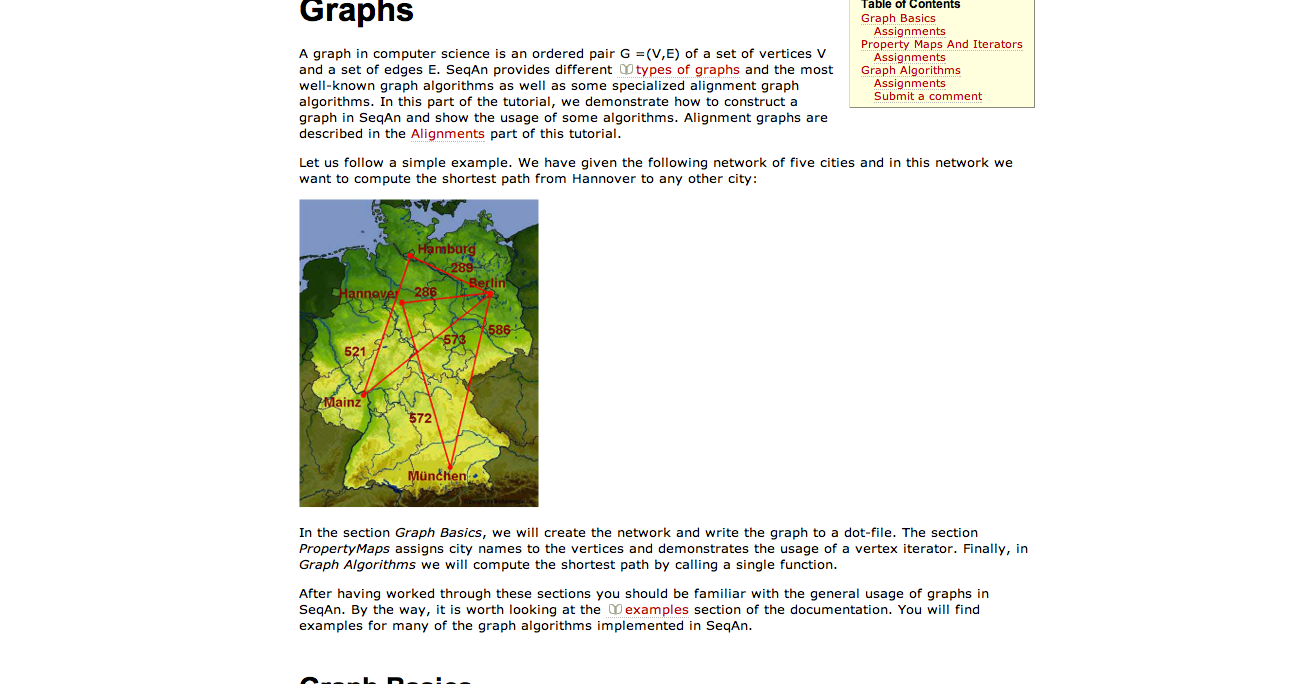 Graphs
Table of Contents
Graph Basics
Assignments
Property Maps And Iterators
Assignments
Graph Algorithms
Assignments
Submit a comment
A graph in computer science is an ordered pair G =(V,E) of a set of vertices V
and a set of edges E. SeqAn provides different types of graphs and the most
well-known graph algorithms as well as some specialized alignment graph
algorithms. In this part of the tutorial, we demonstrate how to construct a
graph in SeqAn and show the usage of some algorithms. Alignment graphs are
described in the Alignments part of this tutorial.
Let us follow a simple example. We have given the following network of five cities and in this network we
want to compute the shortest path from Hannover to any other city:
Hamburg
289
Berlin
Hannover 286
586
573
521
Mainz
572
München
In the section Graph Basics, we will create the network and write the graph to a dot-file. The section
PropertyMaps assigns city names to the vertices and demonstrates the usage of a vertex iterator. Finally, in
Graph Algorithms we will compute the shortest path by calling a single function.
After having worked through these sections you should be familiar with the general usage of graphs in
SeqAn. By the way, it is worth looking at the examples section of the documentation. You will find
examples for many of the graph algorithms implemented in SeqAn.
Graph Basics